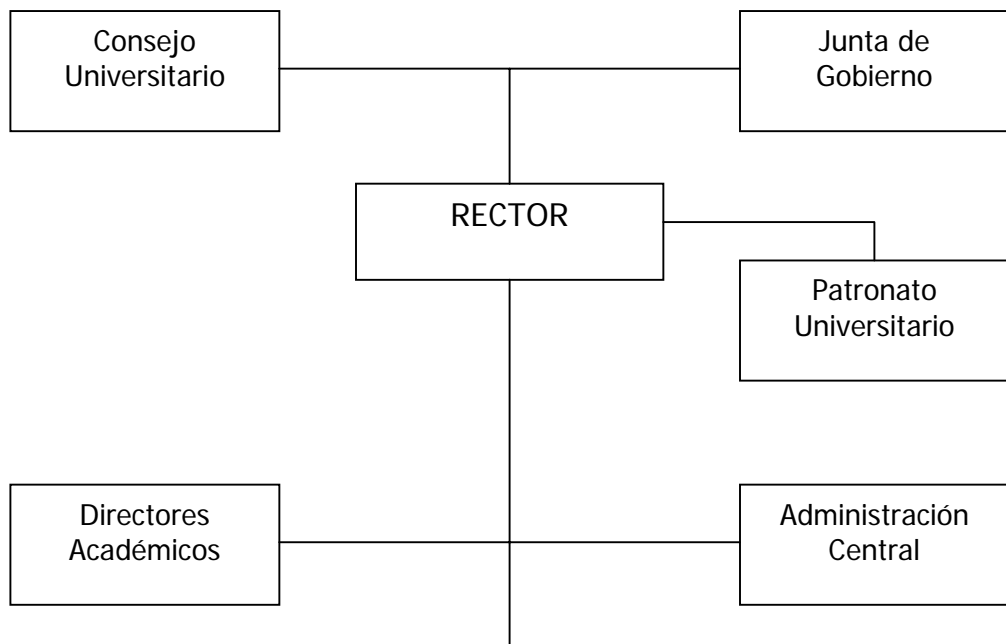 Consejo
Universitario
Junta de
Gobierno
RECTOR
Patronato
Universitario
Directores
Académicos
Administración
Central